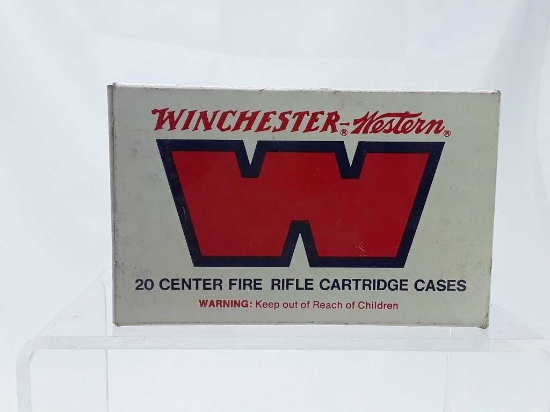 WINCHESTER®-Western®
W
20 CENTER FIRE RIFLE CARTRIDGE CASES
WARNING: Keep out of Reach of Children